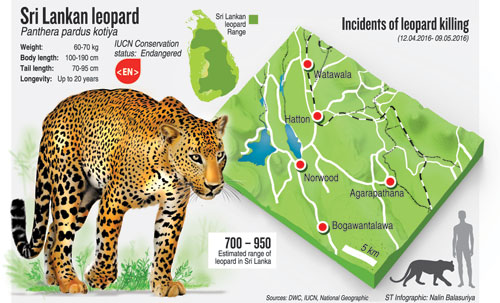 Sri Lankan leopard
Panthera pardus kotiya
Weight: 60-70 kg
Body length: 100-190 cm
Tail length: 70-95 cm
Longevity: Up to 20 years
IUCN Conservation
status: Endangered
<EN>
Sri Lankan
leopard
Range
Incidents of leopard killing
(12.04.2016- 09.05.2016)
Watawala
Hatton
Norwood
Agarapathana
Bogawantalawa
5 km
700 – 950
Estimated range of
leopard in Sri Lanka
Sources: DWC, IUCN, National Geographic
ST Infographic: Nalin Balasuriya